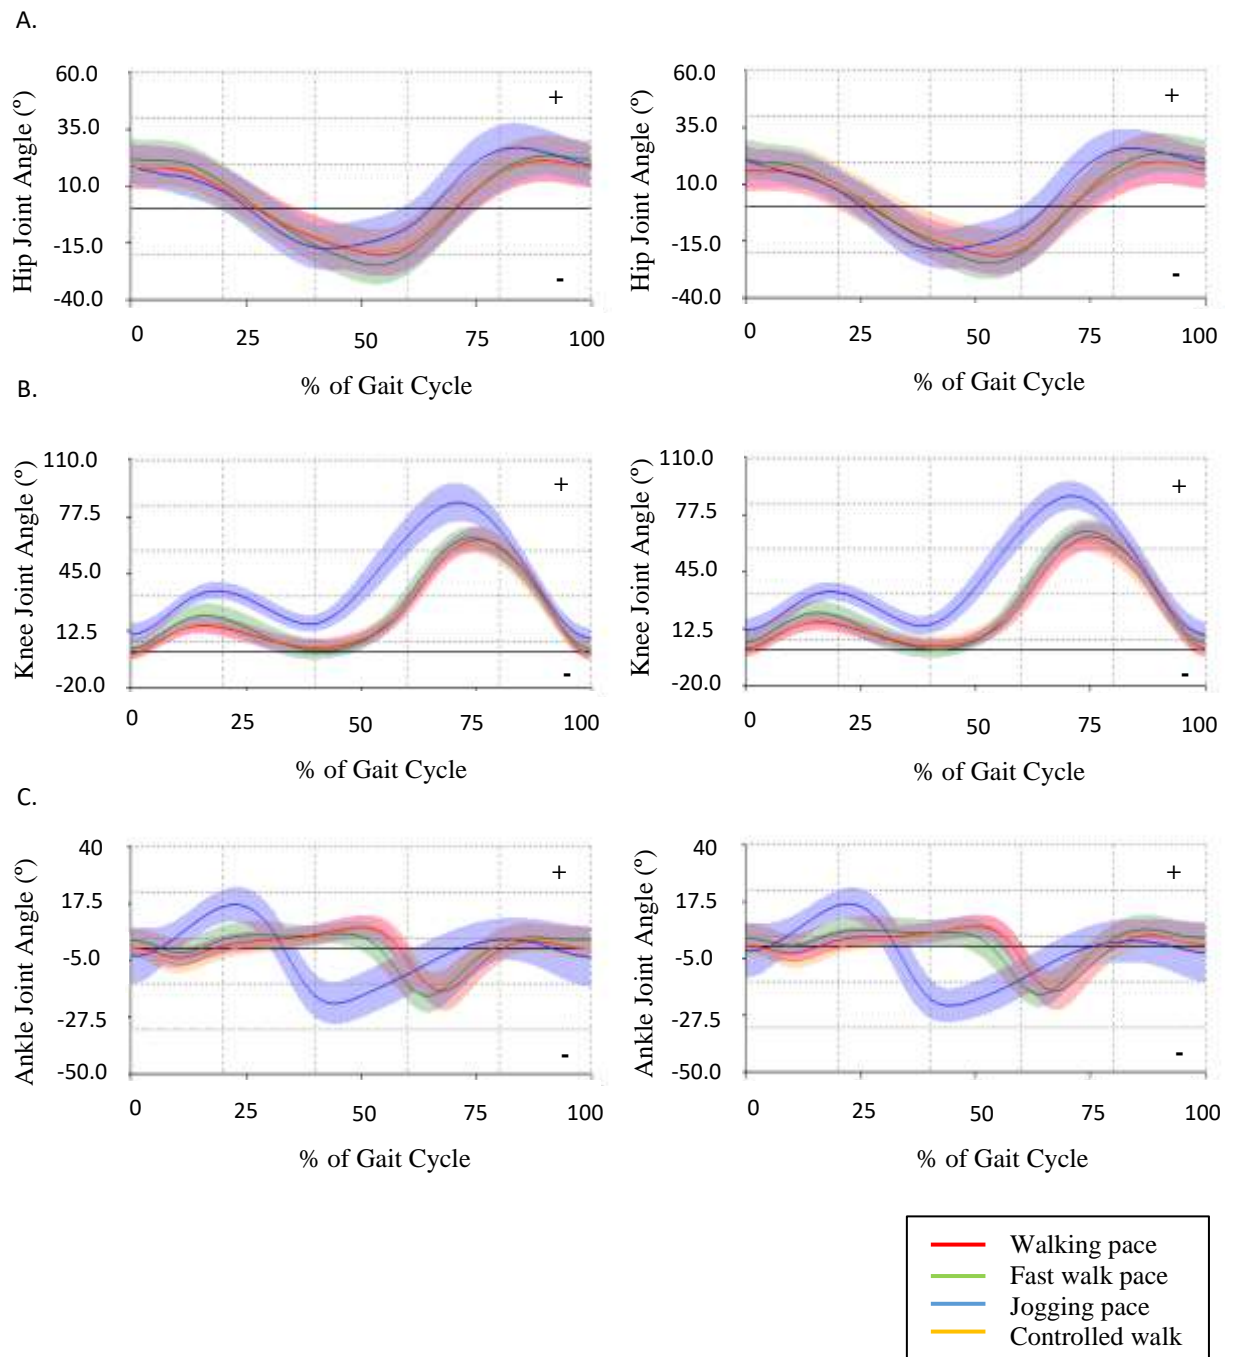 A.
Hip Joint Angle (º)
60.0
35.0
10.0
-15.0
-40.0
+
-
0 25 50 75 100
% of Gait Cycle
Hip Joint Angle (º)
60.0
35.0
10.0
-15.0
-40.0
+
-
0 25 50 75 100
% of Gait Cycle
B.
Knee Joint Angle (º)
110.0
77.5
45.0
12.5
-20.0
+
-
0 25 50 75 100
% of Gait Cycle
Knee Joint Angle (º)
110.0
77.5
45.0
12.5
-20.0
+
-
0 25 50 75 100
% of Gait Cycle
C.
Ankle Joint Angle (º)
40
17.5
-5.0
-27.5
-50.0
+
-
0 25 50 75 100
% of Gait Cycle
Ankle Joint Angle (º)
40
17.5
-5.0
-27.5
-50.0
+
-
0 25 50 75 100
% of Gait Cycle
Walking pace
Fast walk pace
Jogging pace
Controlled walk